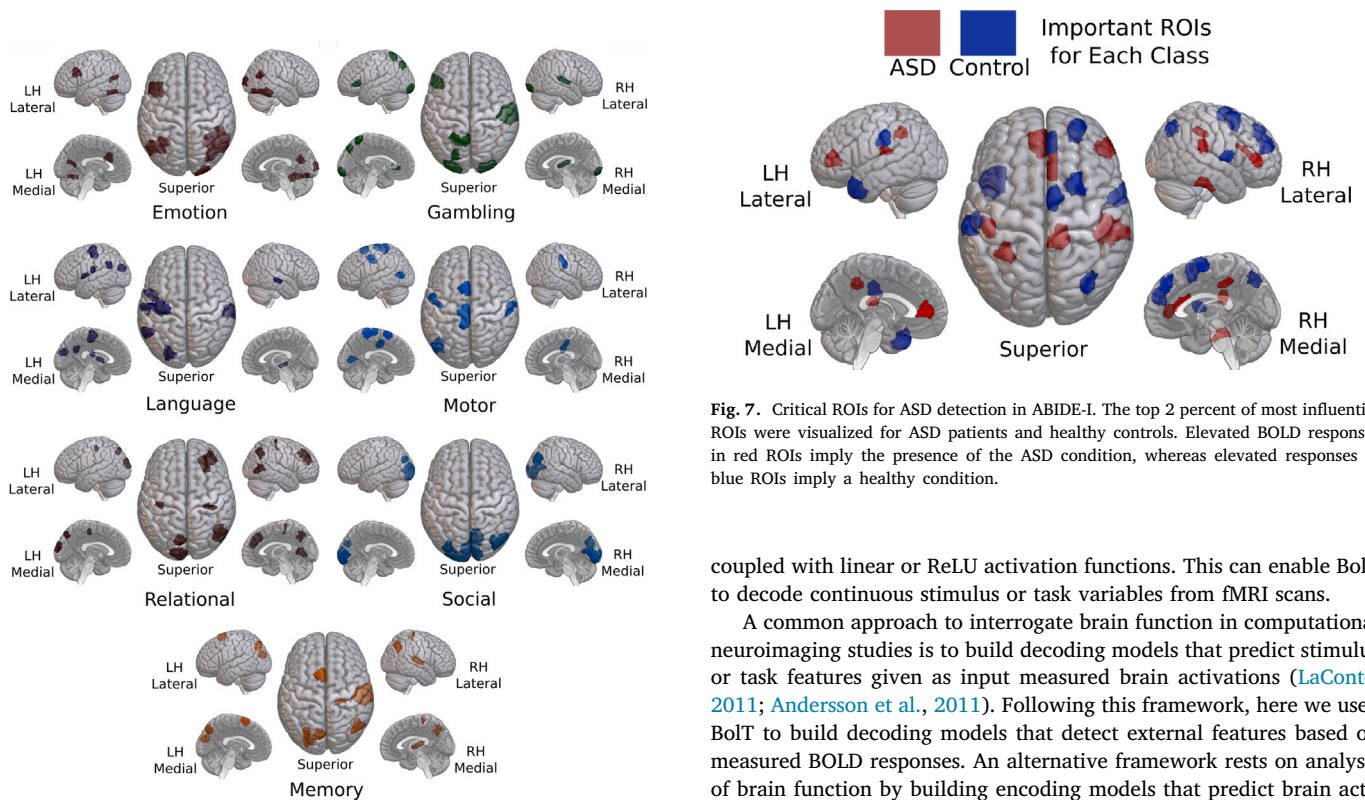 LH
Lateral
RH
Lateral
LH
Medial
Superior
Superior
RH
Medial
Emotion
Gambling
LH
Lateral
RH
Lateral
LH
Medial
Superior
Superior
RH
Medial
Language
Motor
LH
Lateral
RH
Lateral
LH
Medial
Superior
Superior
RH
Medial
Relational
Social
LH
Lateral
RH
Lateral
LH
Medial
Superior
RH
Medial
Memory
ASD
Control
Important ROIs
for Each Class
LH
Lateral
RH
Lateral
LH
Medial
Superior
RH
Medial
Fig. 7. Critical ROIs for ASD detection in ABIDE-I. The top 2 percent of most influenti
ROIs were visualized for ASD patients and healthy controls. Elevated BOLD respons
in red ROIs imply the presence of the ASD condition, whereas elevated responses
blue ROIs imply a healthy condition.
coupled with linear or ReLU activation functions. This can enable Bol
to decode continuous stimulus or task variables from fMRI scans.
A common approach to interrogate brain function in computationa
neuroimaging studies is to build decoding models that predict stimulu
or task features given as input measured brain activations (LaCont
2011; Andersson et al., 2011). Following this framework, here we use
BolT to build decoding models that detect external features based o
measured BOLD responses. An alternative framework rests on analys
of brain function by building encoding models that predict brain act